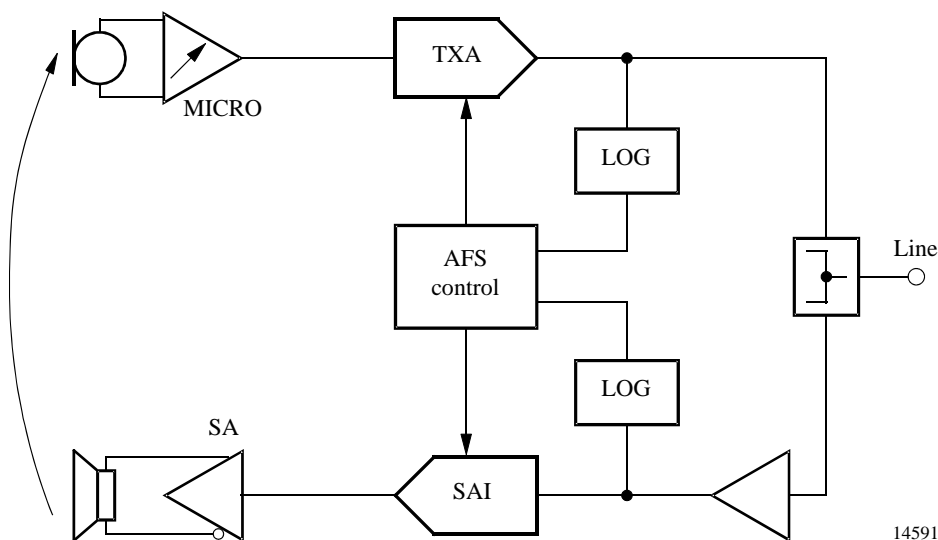 TXA
MICRO
LOG
AFS
control
Line
LOG
SA
SAI
14591